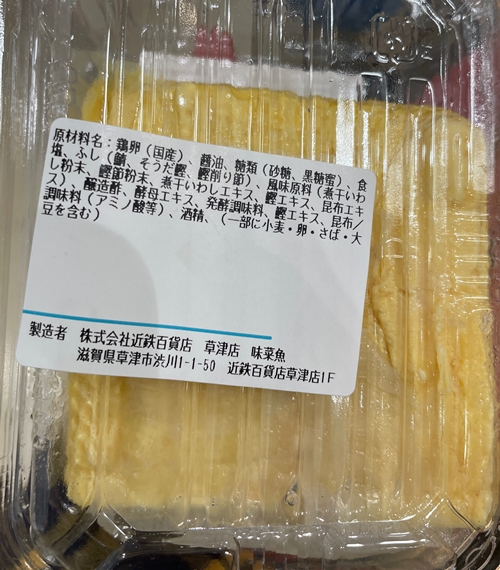 原材料名:鶏卵(国産)、醤油、糖類(砂糖、黒糖蜜)、食
塩、ふし(鯖、そうだ鰹、鰹削り節)、風味原料(煮干いわ
し粉末、鰹節粉末、煮干いわしエキス、鰹エキス、昆布エキ
ス)、醸造酢、酵母エキス、発酵調味料、鰹エキス、昆布/
調味料(アミノ酸等)、酒精、(一部に小麦・卵・さば・大
豆を含む)
製造者 株式会社近鉄百貨店 草津店 味菜魚
滋賀県草津市渋川1-1-50 近鉄百貨店草津店1F